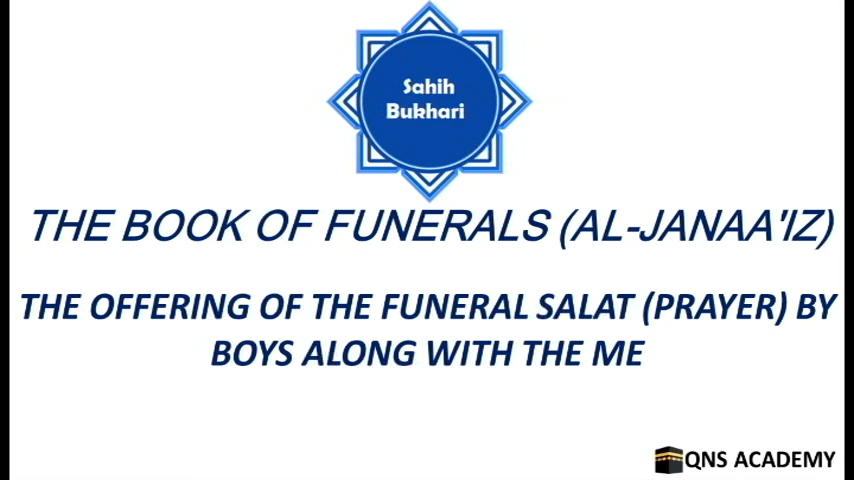 Sahih
Bukhari
THE BOOK OF FUNERALS (AL-JANAA'IZ)
THE OFFERING OF THE FUNERAL SALAT (PRAYER) BY
BOYS ALONG WITH THE ME
QNS ACADEMY